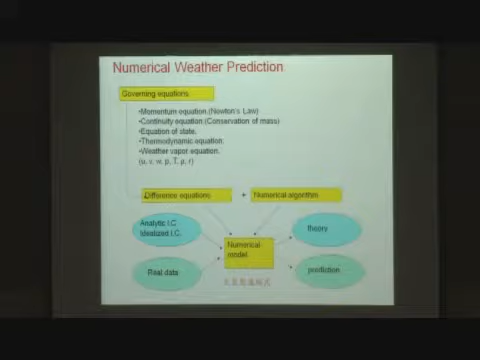 Numerical Weather Prediction
Governing equations
•Momentum equation.(Newton's Law)
•Continuity equation.(Conservation of mass)
•Equation of state.
•Thermodynamic equation.
•Weather vapor equation.
(u, v, w, p, T, ρ, r)
Difference equations + Numerical algorithm
Analytic I.C.
Idealized I.C.
theory
Numerical
model
Real data
prediction